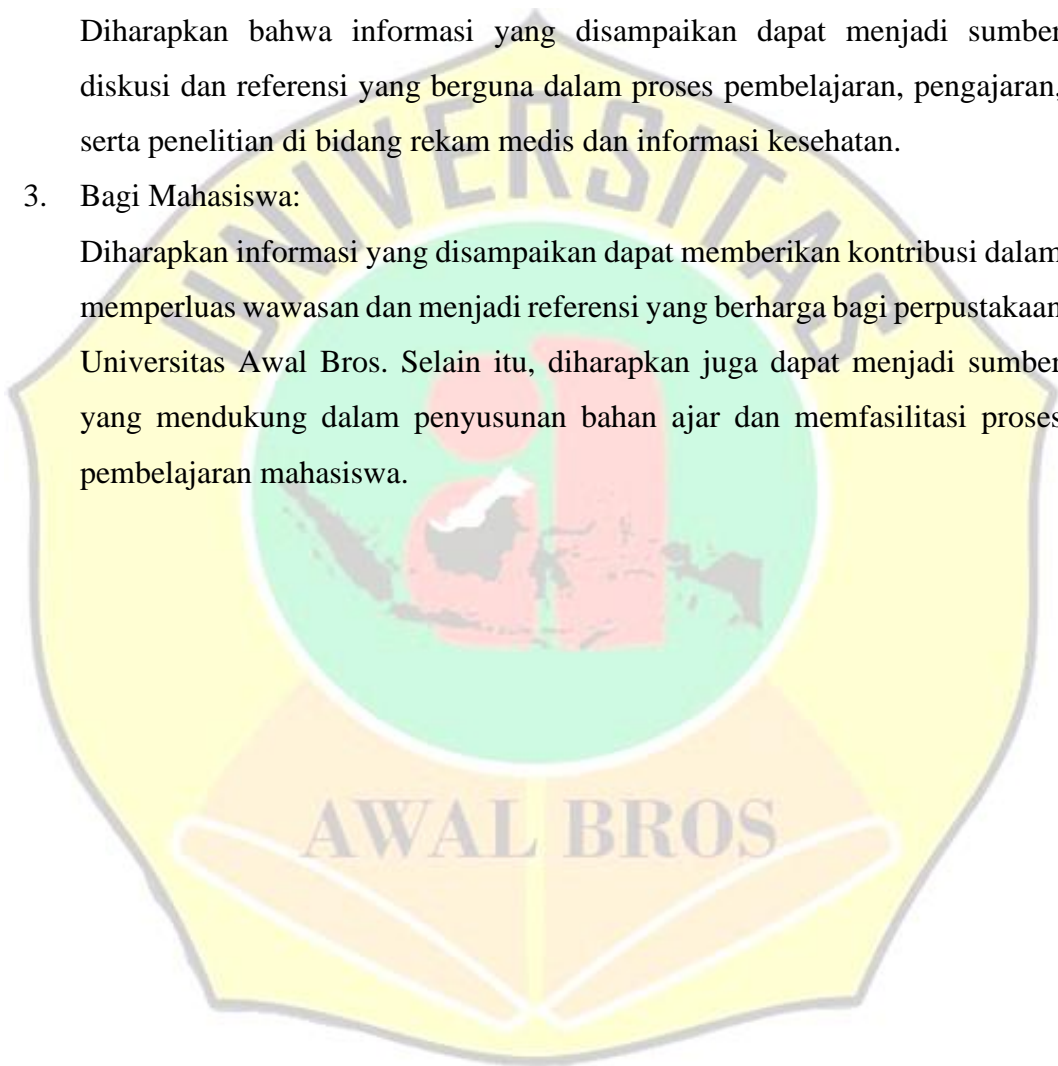 Diharapkan bahwa informasi yang disampaikan dapat menjadi sumber
diskusi dan referensi yang berguna dalam proses pembelajaran, pengajaran,
serta penelitian di bidang rekam medis dan informasi kesehatan.
3. Bagi Mahasiswa:
Diharapkan informasi yang disampaikan dapat memberikan kontribusi dalam
memperluas wawasan dan menjadi referensi yang berharga bagi perpustakaan
Universitas Awal Bros. Selain itu, diharapkan juga dapat menjadi sumber
yang mendukung dalam penyusunan bahan ajar dan memfasilitasi proses
pembelajaran mahasiswa.
UNIVERSITAS
a1
AWAL BROS